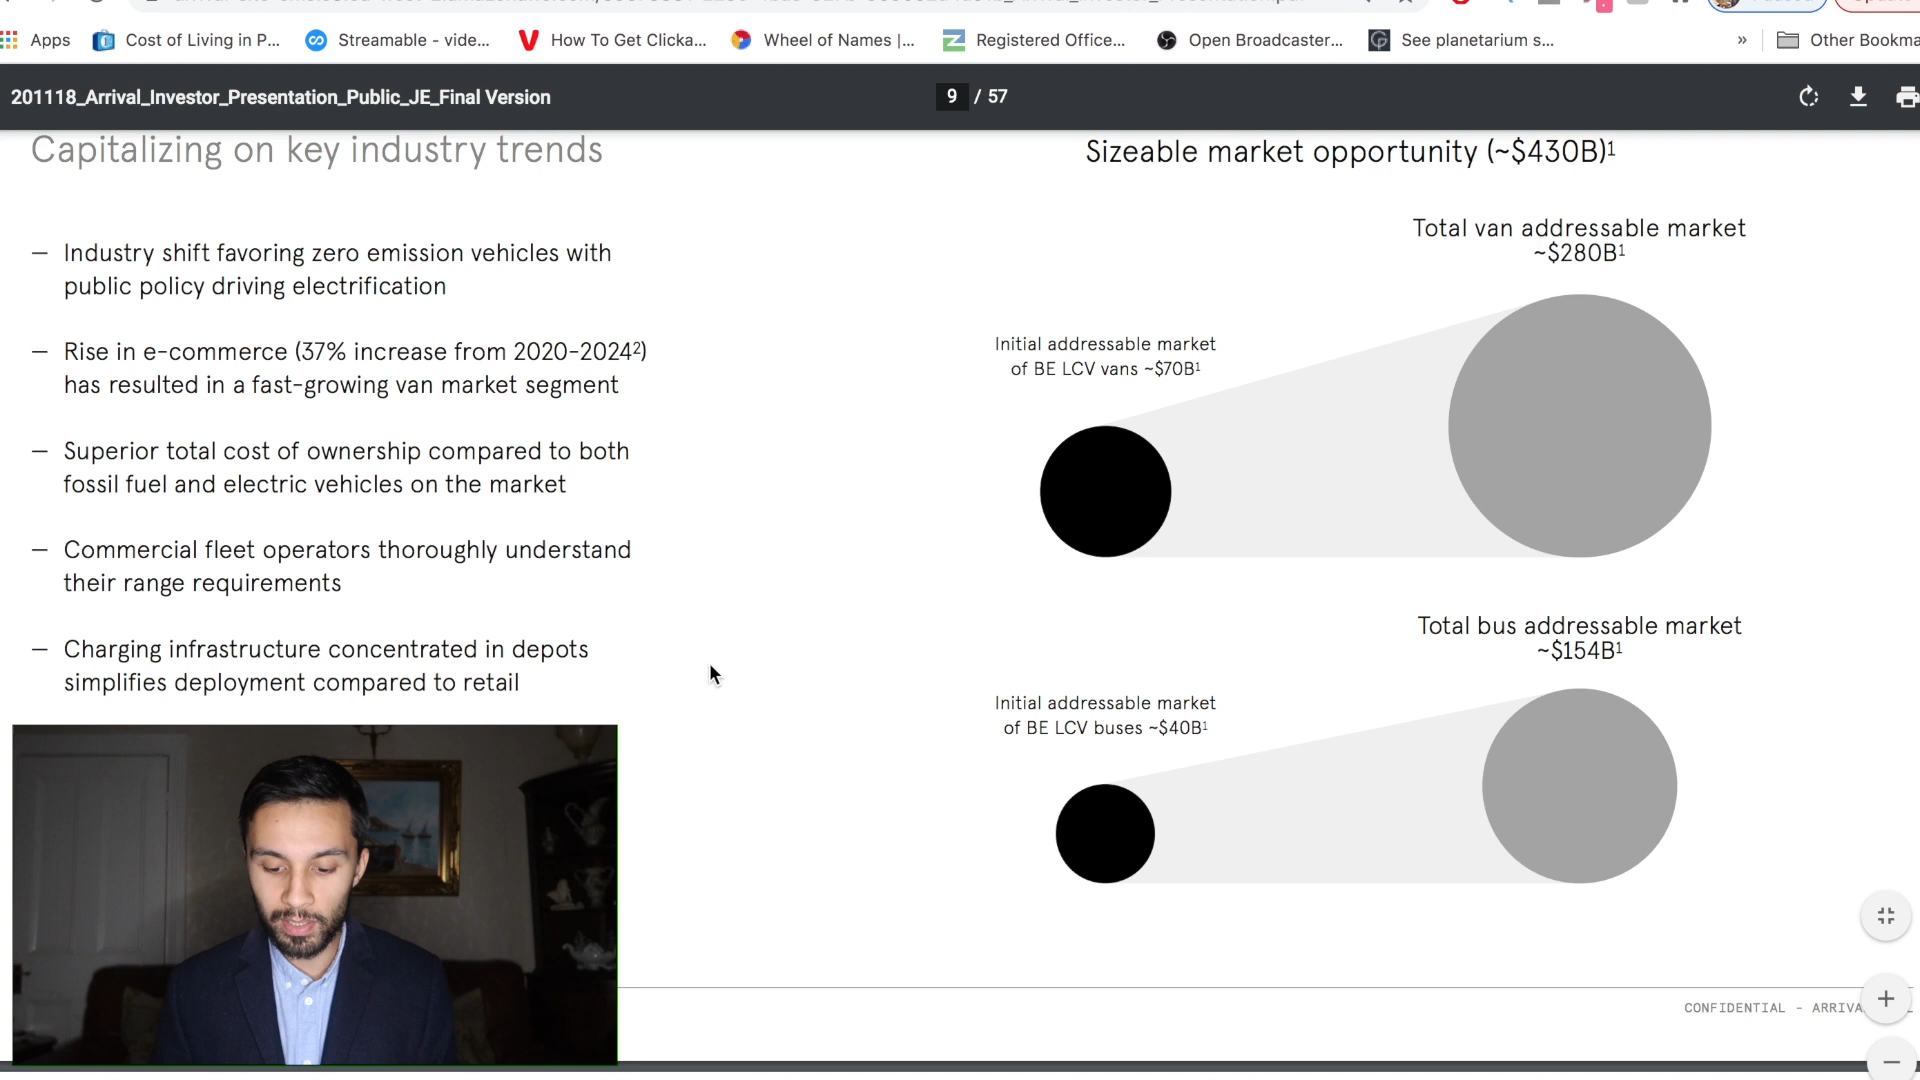 Apps
Cost of Living in P...
Streamable - vide...
How To Get Clicka...
Wheel of Names |...
Registered Office...
Open Broadcaster...
See planetarium s...
»
Other Bookma
201118_Arrival_Investor_Presentation_Public_JE_Final Version
9 / 57
Capitalizing on key industry trends
— Industry shift favoring zero emission vehicles with
public policy driving electrification
— Rise in e-commerce (37% increase from 2020-2024²)
has resulted in a fast-growing van market segment
— Superior total cost of ownership compared to both
fossil fuel and electric vehicles on the market
— Commercial fleet operators thoroughly understand
their range requirements
— Charging infrastructure concentrated in depots
simplifies deployment compared to retail
Sizeable market opportunity (~$430B)¹
Total van addressable market
~$280B¹
Initial addressable market
of BE LCV vans ~$70B¹
Total bus addressable market
~$154B¹
Initial addressable market
of BE LCV buses ~$40B¹
CONFIDENTIAL - ARRIVA